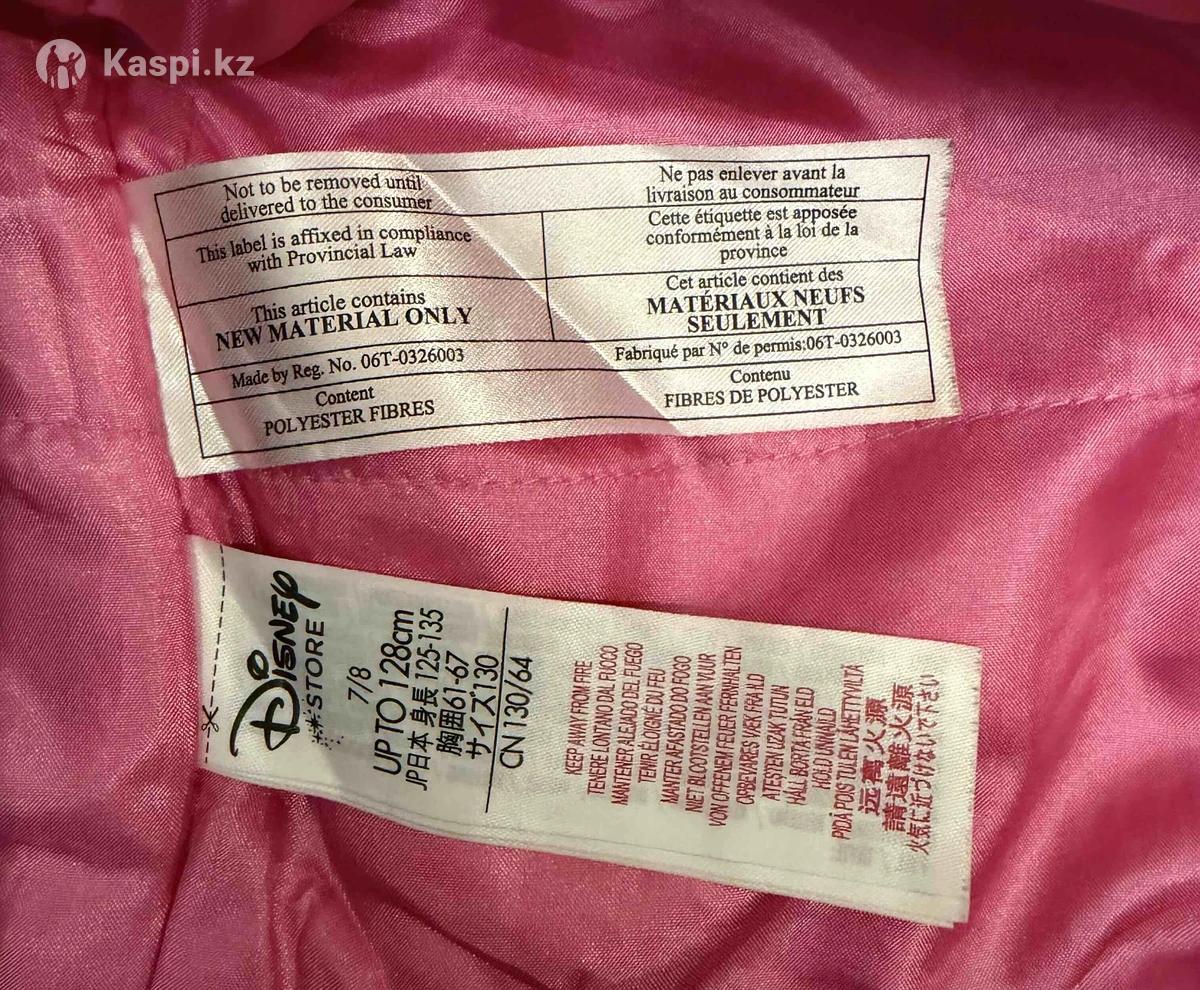 Kaspi.kz
Not to be removed until
delivered to the consumer
Ne pas enlever avant la
livraison au consommateur
This label is affixed in compliance
with Provincial Law
Cette étiquette est apposée
conformément à la loi de la
province
This article contains
NEW MATERIAL ONLY
Cet article contient des
MATÉRIAUX NEUFS
SEULEMENT
Made by Reg. No. 06T-0326003
Fabriqué par N° de permis:06T-0326003
Content
POLYESTER FIBRES
Contenu
FIBRES DE POLYESTER
Disney
STORE
7/8
UP TO 128cm
JP日本 身長 125-135
胸囲61-67
サイズ130
CN 130/64
KEEP AWAY FROM FIRE
TENERE LONTANO DAL FUOCO
MANTENER ALEJADO DEL FUEGO
TENIR ÉLOIGNÉ DU FEU
MANTER AFASTADO DO FOGO
NIET BLOOTSTELLEN AAN VUUR
VON OFFENEM FEUER FERNHALTEN
OPBEVARES VÆK FRA ILD
ATEŞTEN UZAK TUTUN
HÅLL BORTA FRÅN ELD
HOLD UNNA ILD
PIDÄ POIS TULEN LÄHETTYVILTÄ
远离火源
請遠離火源
火気に近づけないで下さい